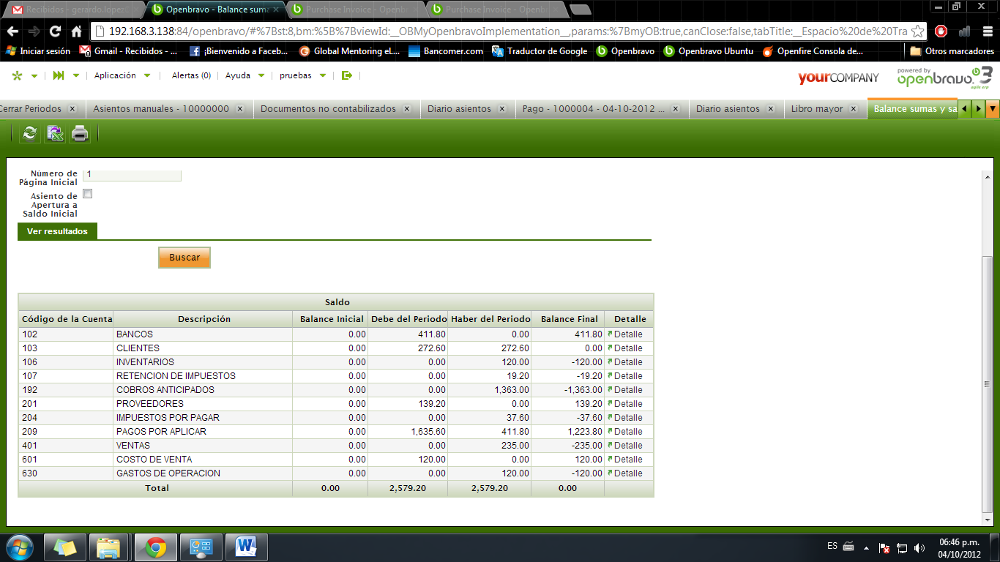 Recibidos - gerardo.lopez
Openbravo - Balance suma
Purchase Invoice - Openb
Purchase Invoice - Openb
192.168.3.138:84/openbravo/#%7Bst:8,bm:%5B%7BviewId:__OBMyOpenbravoImplementation__,params:%7BmyOB:true,canClose:false,tabTitle:__Espacio%20de%20Tra
Iniciar sesión
Gmail - Recibidos - ...
¡Bienvenido a Faceb...
Global Mentoring eL...
Bancomer.com
Traductor de Google
Openbravo
Openbravo Ubuntu
Openfire Consola de...
Otros marcadores
Aplicación
Alertas (0)
Ayuda
pruebas
yourCOMPANY
powered by
openbravo 3
agile erp
Cerrar Periodos x
Asientos manuales - 10000000 x
Documentos no contabilizados x
Diario asientos x
Pago - 1000004 - 04-10-2012 ... x
Diario asientos x
Libro mayor x
Balance sumas y sa
Número de
Página Inicial
1
Asiento de
Apertura a
Saldo Inicial
Ver resultados
Buscar
Saldo
Código de la Cuenta Descripción Balance Inicial Debe del Periodo Haber del Periodo Balance Final Detalle
102 BANCOS 0.00 411.80 0.00 411.80 Detalle
103 CLIENTES 0.00 272.60 272.60 0.00 Detalle
106 INVENTARIOS 0.00 0.00 120.00 -120.00 Detalle
107 RETENCION DE IMPUESTOS 0.00 0.00 19.20 -19.20 Detalle
192 COBROS ANTICIPADOS 0.00 0.00 1,363.00 -1,363.00 Detalle
201 PROVEEDORES 0.00 139.20 0.00 139.20 Detalle
204 IMPUESTOS POR PAGAR 0.00 0.00 37.60 -37.60 Detalle
209 PAGOS POR APLICAR 0.00 1,635.60 411.80 1,223.80 Detalle
401 VENTAS 0.00 0.00 235.00 -235.00 Detalle
601 COSTO DE VENTA 0.00 120.00 0.00 120.00 Detalle
630 GASTOS DE OPERACION 0.00 0.00 120.00 -120.00 Detalle
Total 0.00 2,579.20 2,579.20 0.00
ES
06:46 p.m.
04/10/2012